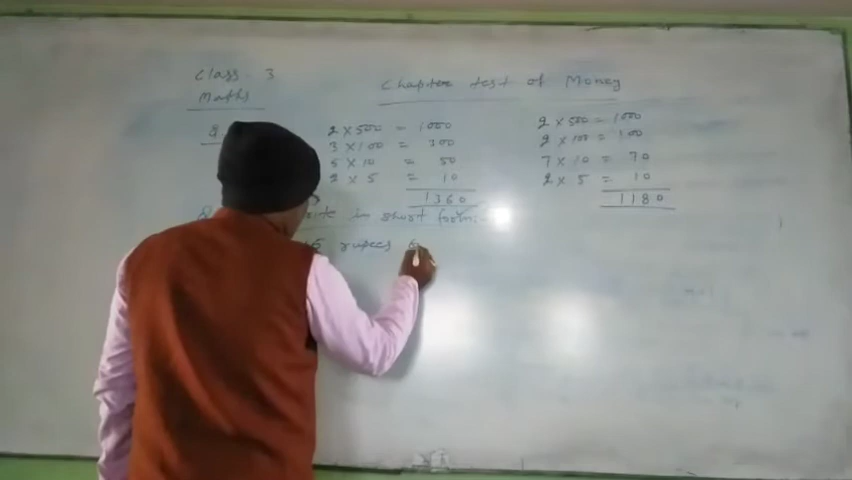 Class - 3
Maths
Chapter test of Money
2 × 500 = 1000
3 × 100 = 300
5 × 10 = 50
2 × 5 = 10
1360
2 × 500 = 1000
2 × 100 = 100
7 × 10 = 70
2 × 5 = 10
1180
in short form
rupees